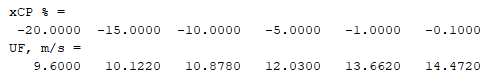 xCP % =
-20.0000 -15.0000 -10.0000 -5.0000 -1.0000 -0.1000
UF, m/s =
9.6000 10.1220 10.8780 12.0300 13.6620 14.4720